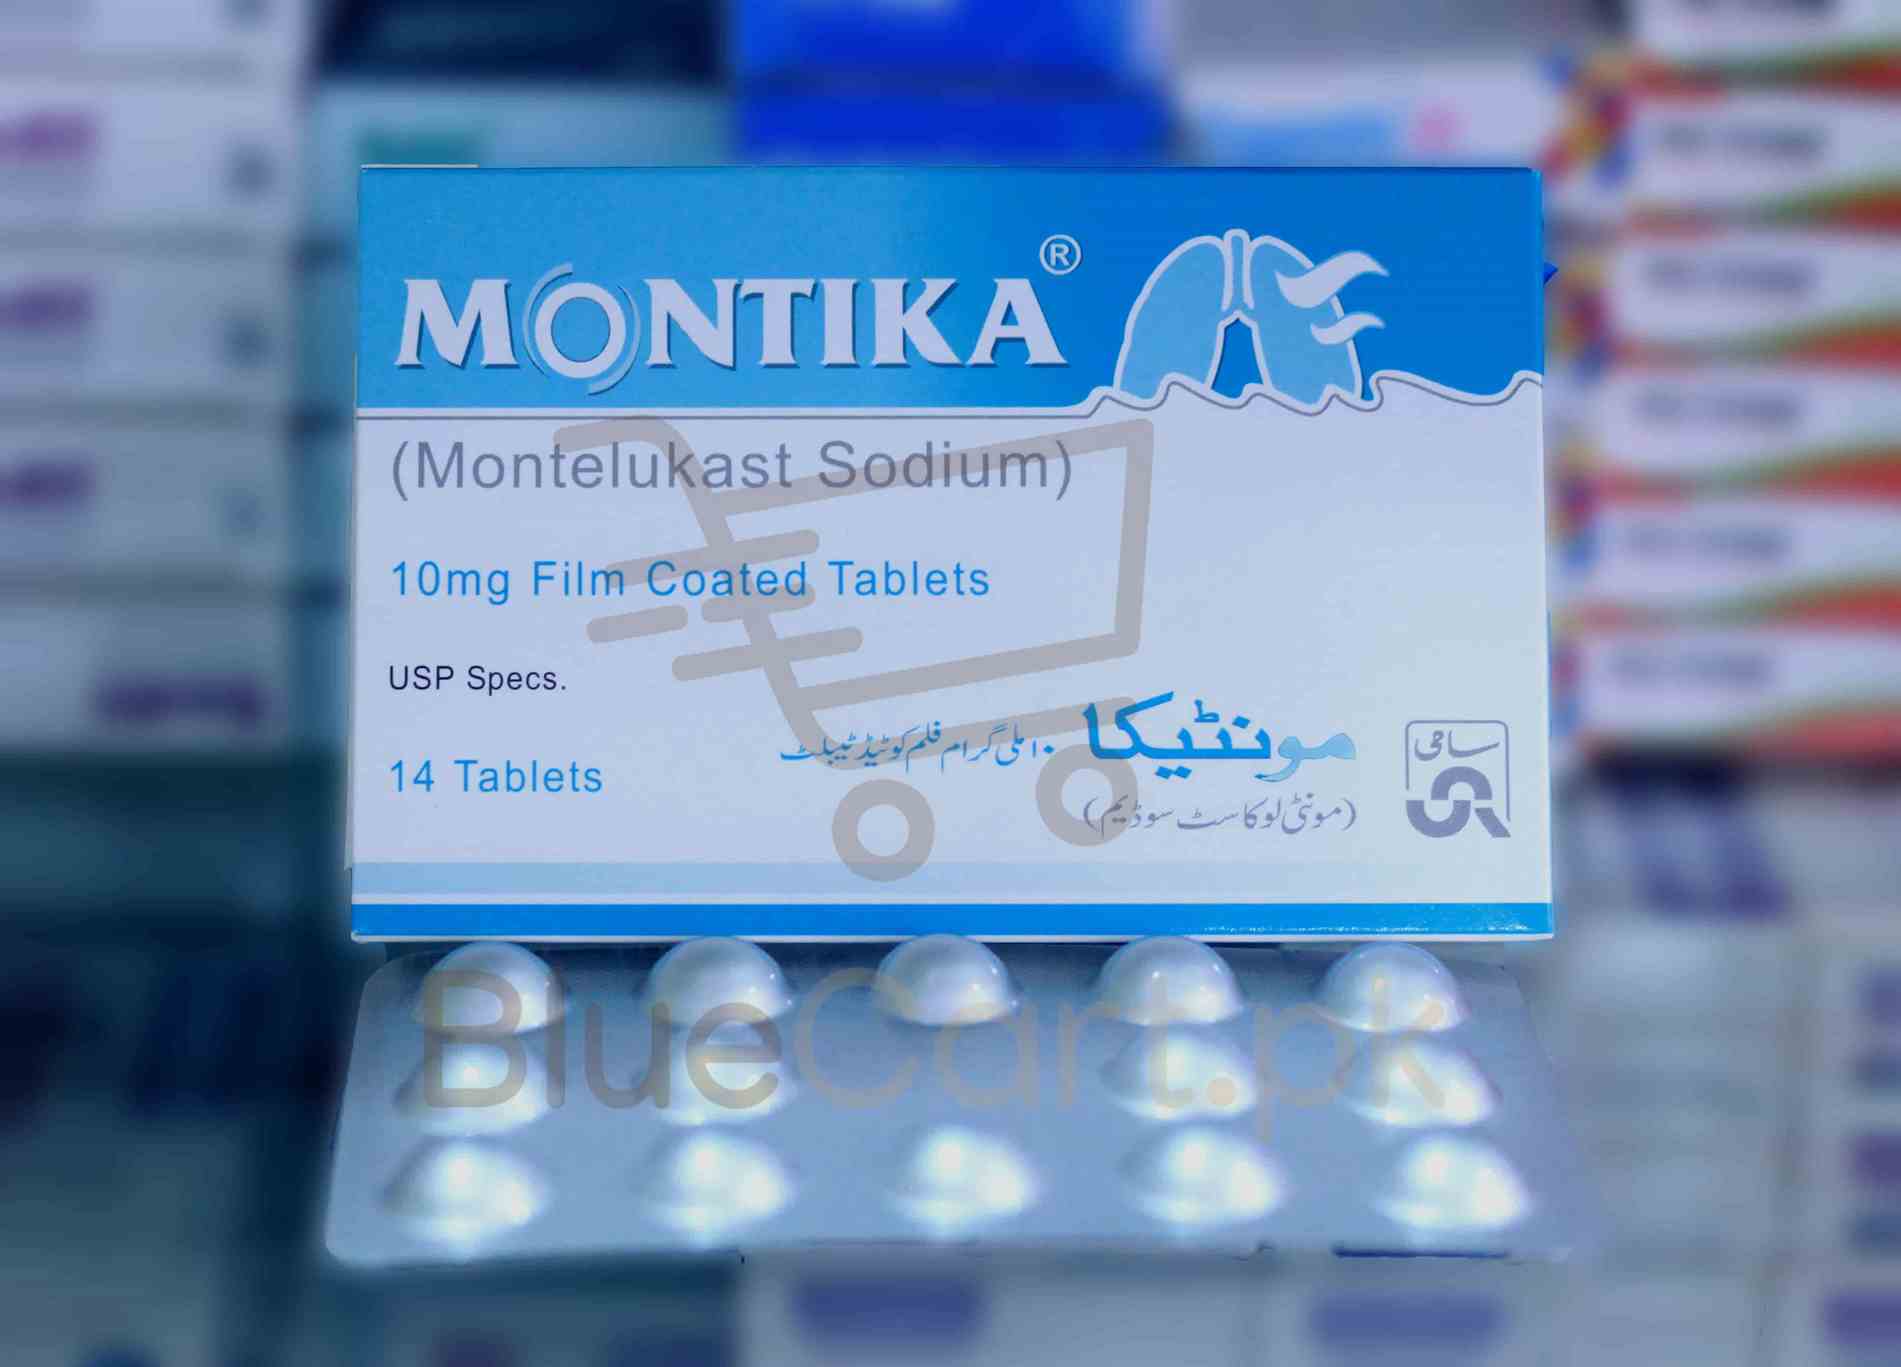 MONTIKA®
(Montelukast Sodium)
10mg Film Coated Tablets
USP Specs.
مونٹیکا ۱۰ ملی گرام فلم کوٹیڈ ٹیبلٹ
14 Tablets
(مونٹی لوکاسٹ سوڈیم)
سامی
BlueCart.pk